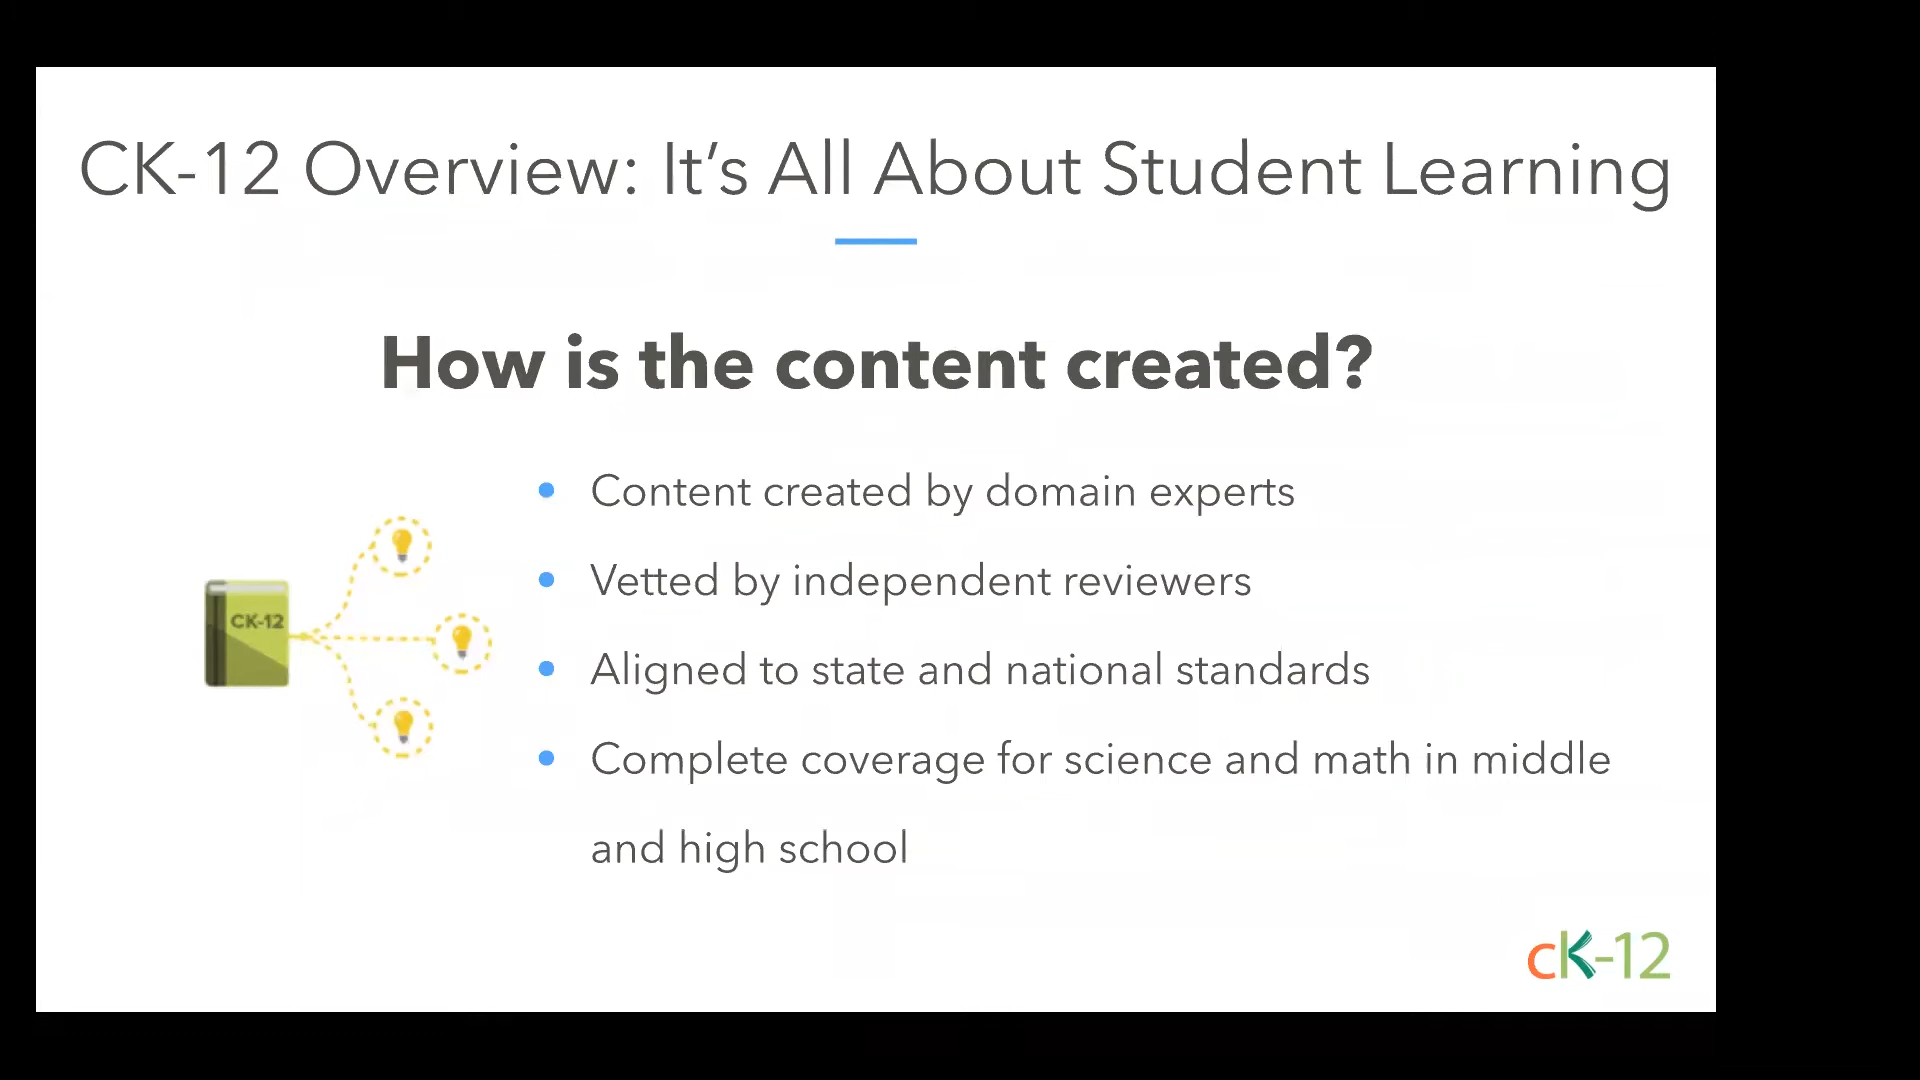 CK-12 Overview: It’s All About Student Learning
How is the content created?
• Content created by domain experts
• Vetted by independent reviewers
CK-12
• Aligned to state and national standards
• Complete coverage for science and math in middle
and high school
cK-12